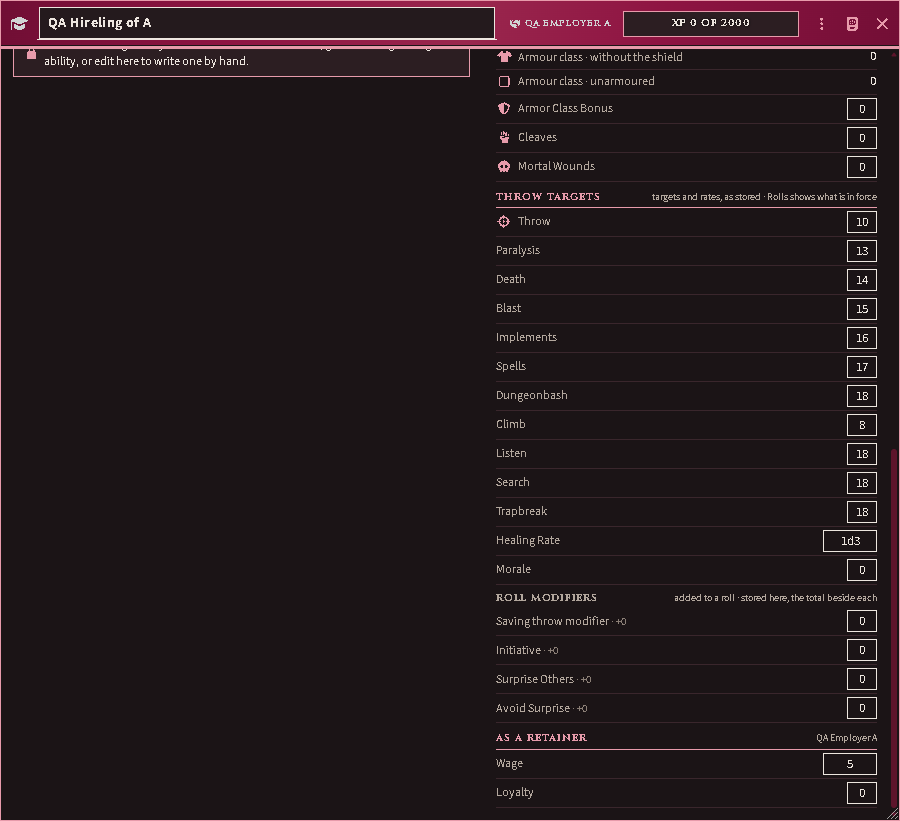 QA Hireling of A
QA EMPLOYER A
XP 0 OF 2000
ability, or edit here to write one by hand.
Armour class · without the shield 0
Armour class · unarmoured 0
Armor Class Bonus 0
Cleaves 0
Mortal Wounds 0
THROW TARGETS targets and rates, as stored · Rolls shows what is in force
Throw 10
Paralysis 13
Death 14
Blast 15
Implements 16
Spells 17
Dungeonbash 18
Climb 8
Listen 18
Search 18
Trapbreak 18
Healing Rate 1d3
Morale 0
ROLL MODIFIERS added to a roll · stored here, the total beside each
Saving throw modifier · +0 0
Initiative · +0 0
Surprise Others · +0 0
Avoid Surprise · +0 0
AS A RETAINER QA Employer A
Wage 5
Loyalty 0